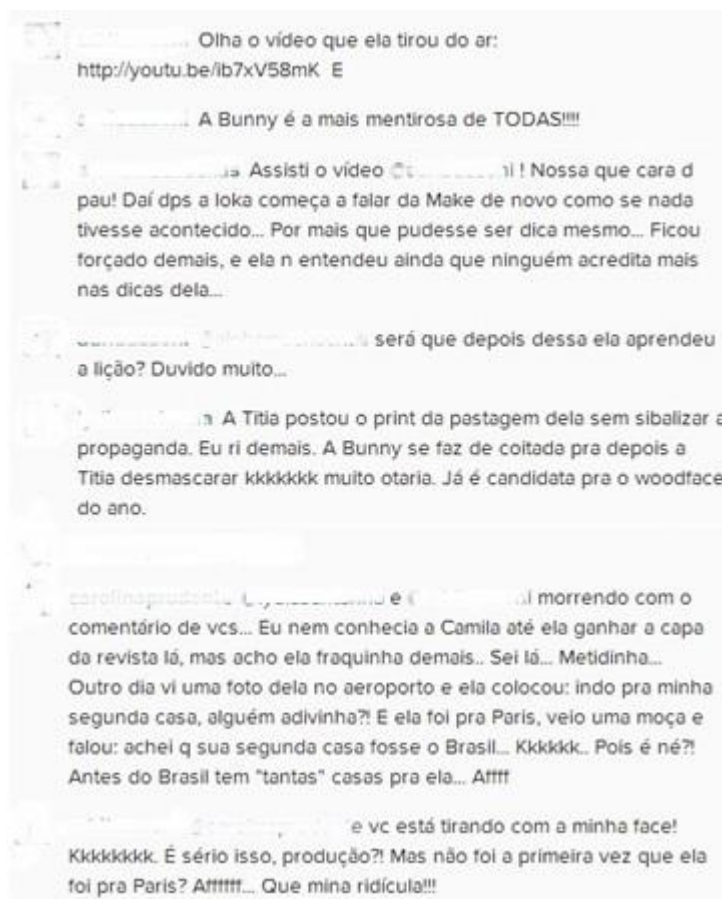 Olha o vídeo que ela tirou do ar:
http://youtu.be/ib7xV58mK E
A Bunny é a mais mentirosa de TODAS!!!!
Assisti o vídeo ! Nossa que cara d
pau! Daí dps a loka começa a falar da Make de novo como se nada
tivesse acontecido... Por mais que pudesse ser dica mesmo... Ficou
forçado demais, e ela n entendeu ainda que ninguém acredita mais
nas dicas dela...
será que depois dessa ela aprendeu
a lição? Duvido muito...
A Titia postou o print da pastagem dela sem sibalizar a
propaganda. Eu ri demais. A Bunny se faz de coitada pra depois a
Titia desmascarar kkkkkkk muito otaria. Já é candidata pra o woodface
do ano.
e morrendo com o
comentário de vcs... Eu nem conhecia a Camila até ela ganhar a capa
da revista lá, mas acho ela fraquinha demais.. Sei lá... Metidinha...
Outro dia vi uma foto dela no aeroporto e ela colocou: indo pra minha
segunda casa, alguém adivinha?! E ela foi pra Paris, veio uma moça e
falou: achei q sua segunda casa fosse o Brasil... Kkkkkk.. Pois é né?!
Antes do Brasil tem "tantas" casas pra ela... Affff
e vc está tirando com a minha face!
Kkkkkkkk. É sério isso, produção?! Mas não foi a primeira vez que ela
foi pra Paris? Affffff... Que mina ridícula!!!